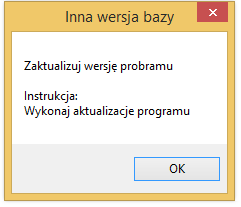 Inna wersja bazy
Zaktualizuj wersję probramu
Instrukcja:
Wykonaj aktualizacje programu
OK